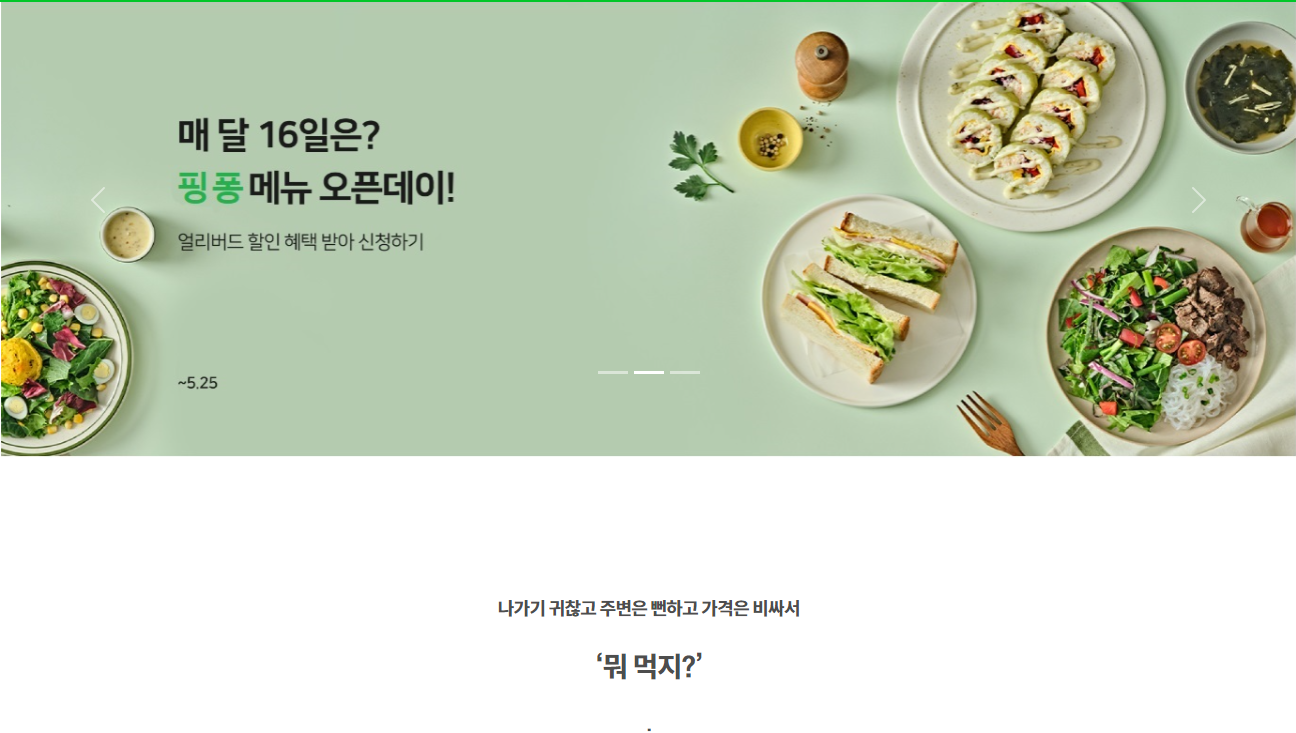 매 달 16일은?
핑퐁 메뉴 오픈데이!
얼리버드 할인 혜택 받아 신청하기
~5.25
나가기 귀찮고 주변은 뻔하고 가격은 비싸서
‘뭐 먹지?’